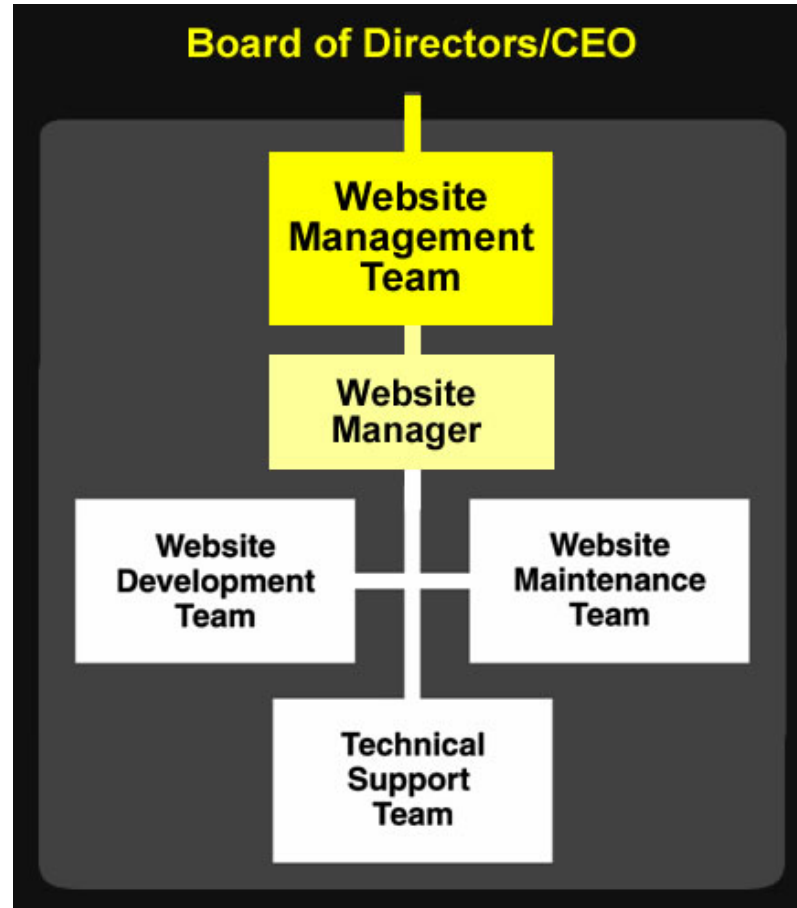 Board of Directors/CEO
Website
Management
Team
Website
Manager
Website
Development
Team
Website
Maintenance
Team
Technical
Support
Team